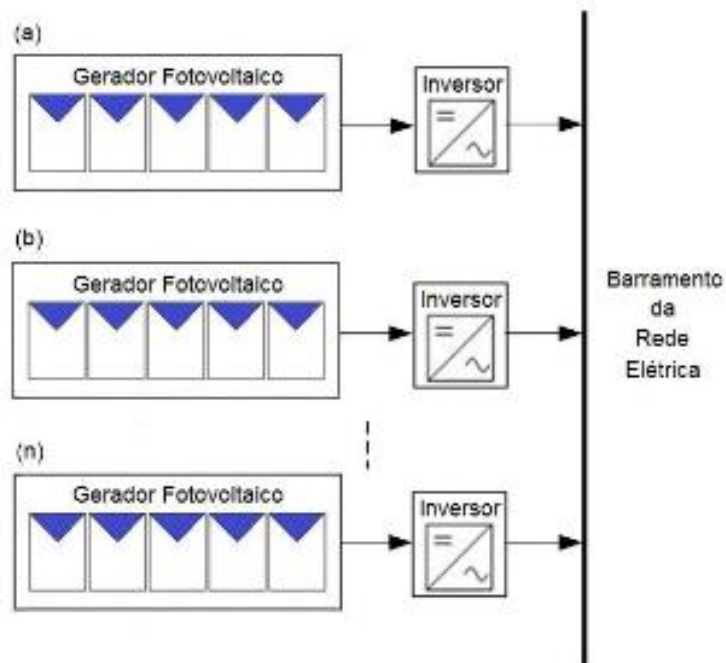 (a)
Gerador Fotovoltaico
Inversor
(b)
Gerador Fotovoltaico
Inversor
Barramento
da
Rede
Elétrica
(n)
Gerador Fotovoltaico
Inversor